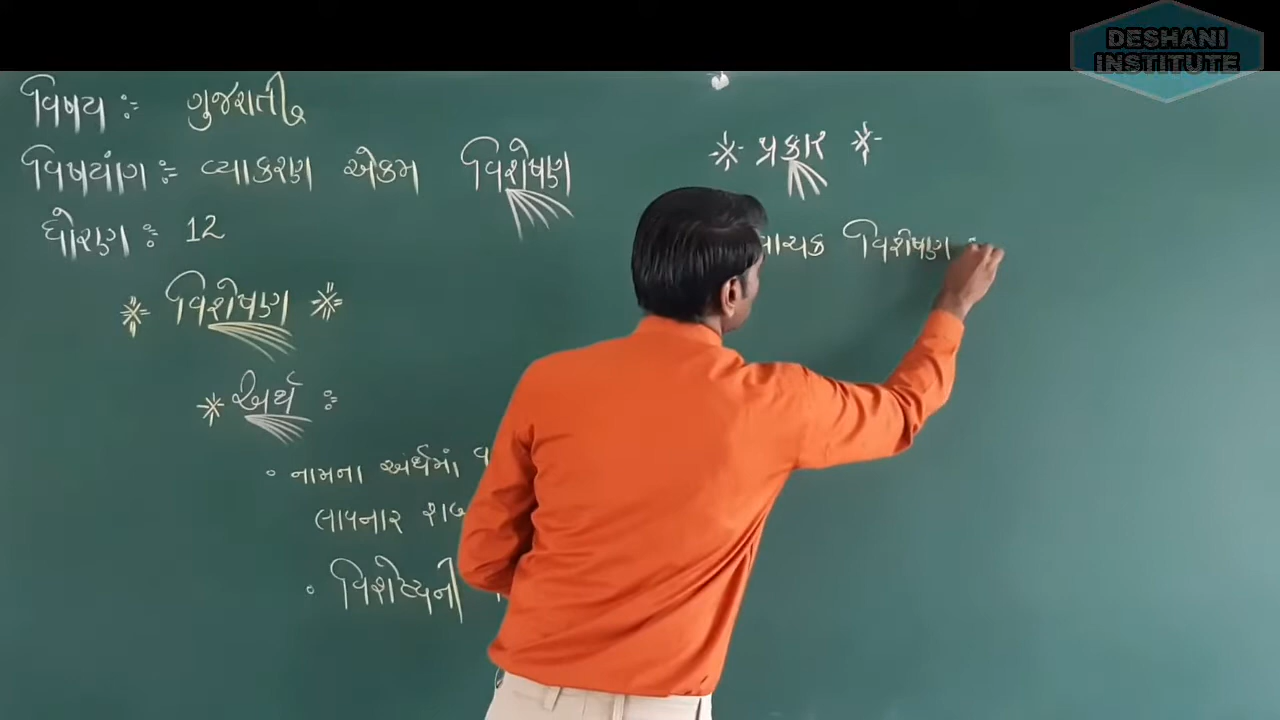 DESHANI
INSTITUTE
વિષય : ગુજરાતી
વિષયાંગ : વ્યાકરણ એકમ વિશેષણ
ધોરણ : 12
* વિશેષણ *
* અર્થ :
• નામના અર્થમાં
લાવનાર
• વિશેષ્યની
* પ્રકાર *
વાચક વિશેષણ :